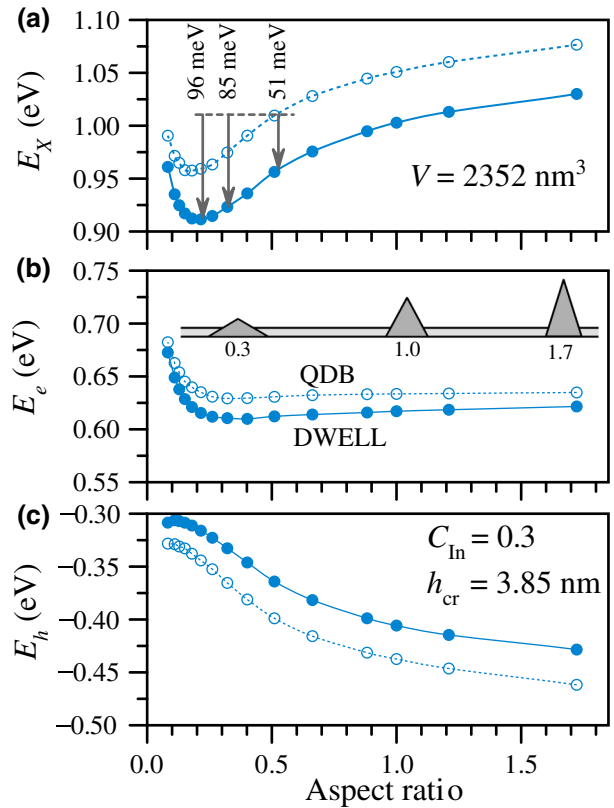 (a)
1.10
1.05
1.00
0.95
0.90
E_X (eV)
96 meV
85 meV
51 meV
V = 2352 nm³
(b)
0.75
0.70
0.65
0.60
0.55
E_e (eV)
0.3
1.0
1.7
QDB
DWELL
(c)
−0.30
−0.35
−0.40
−0.45
−0.50
E_h (eV)
C_In = 0.3
h_cr = 3.85 nm
0.0
0.5
1.0
1.5
Aspect ratio